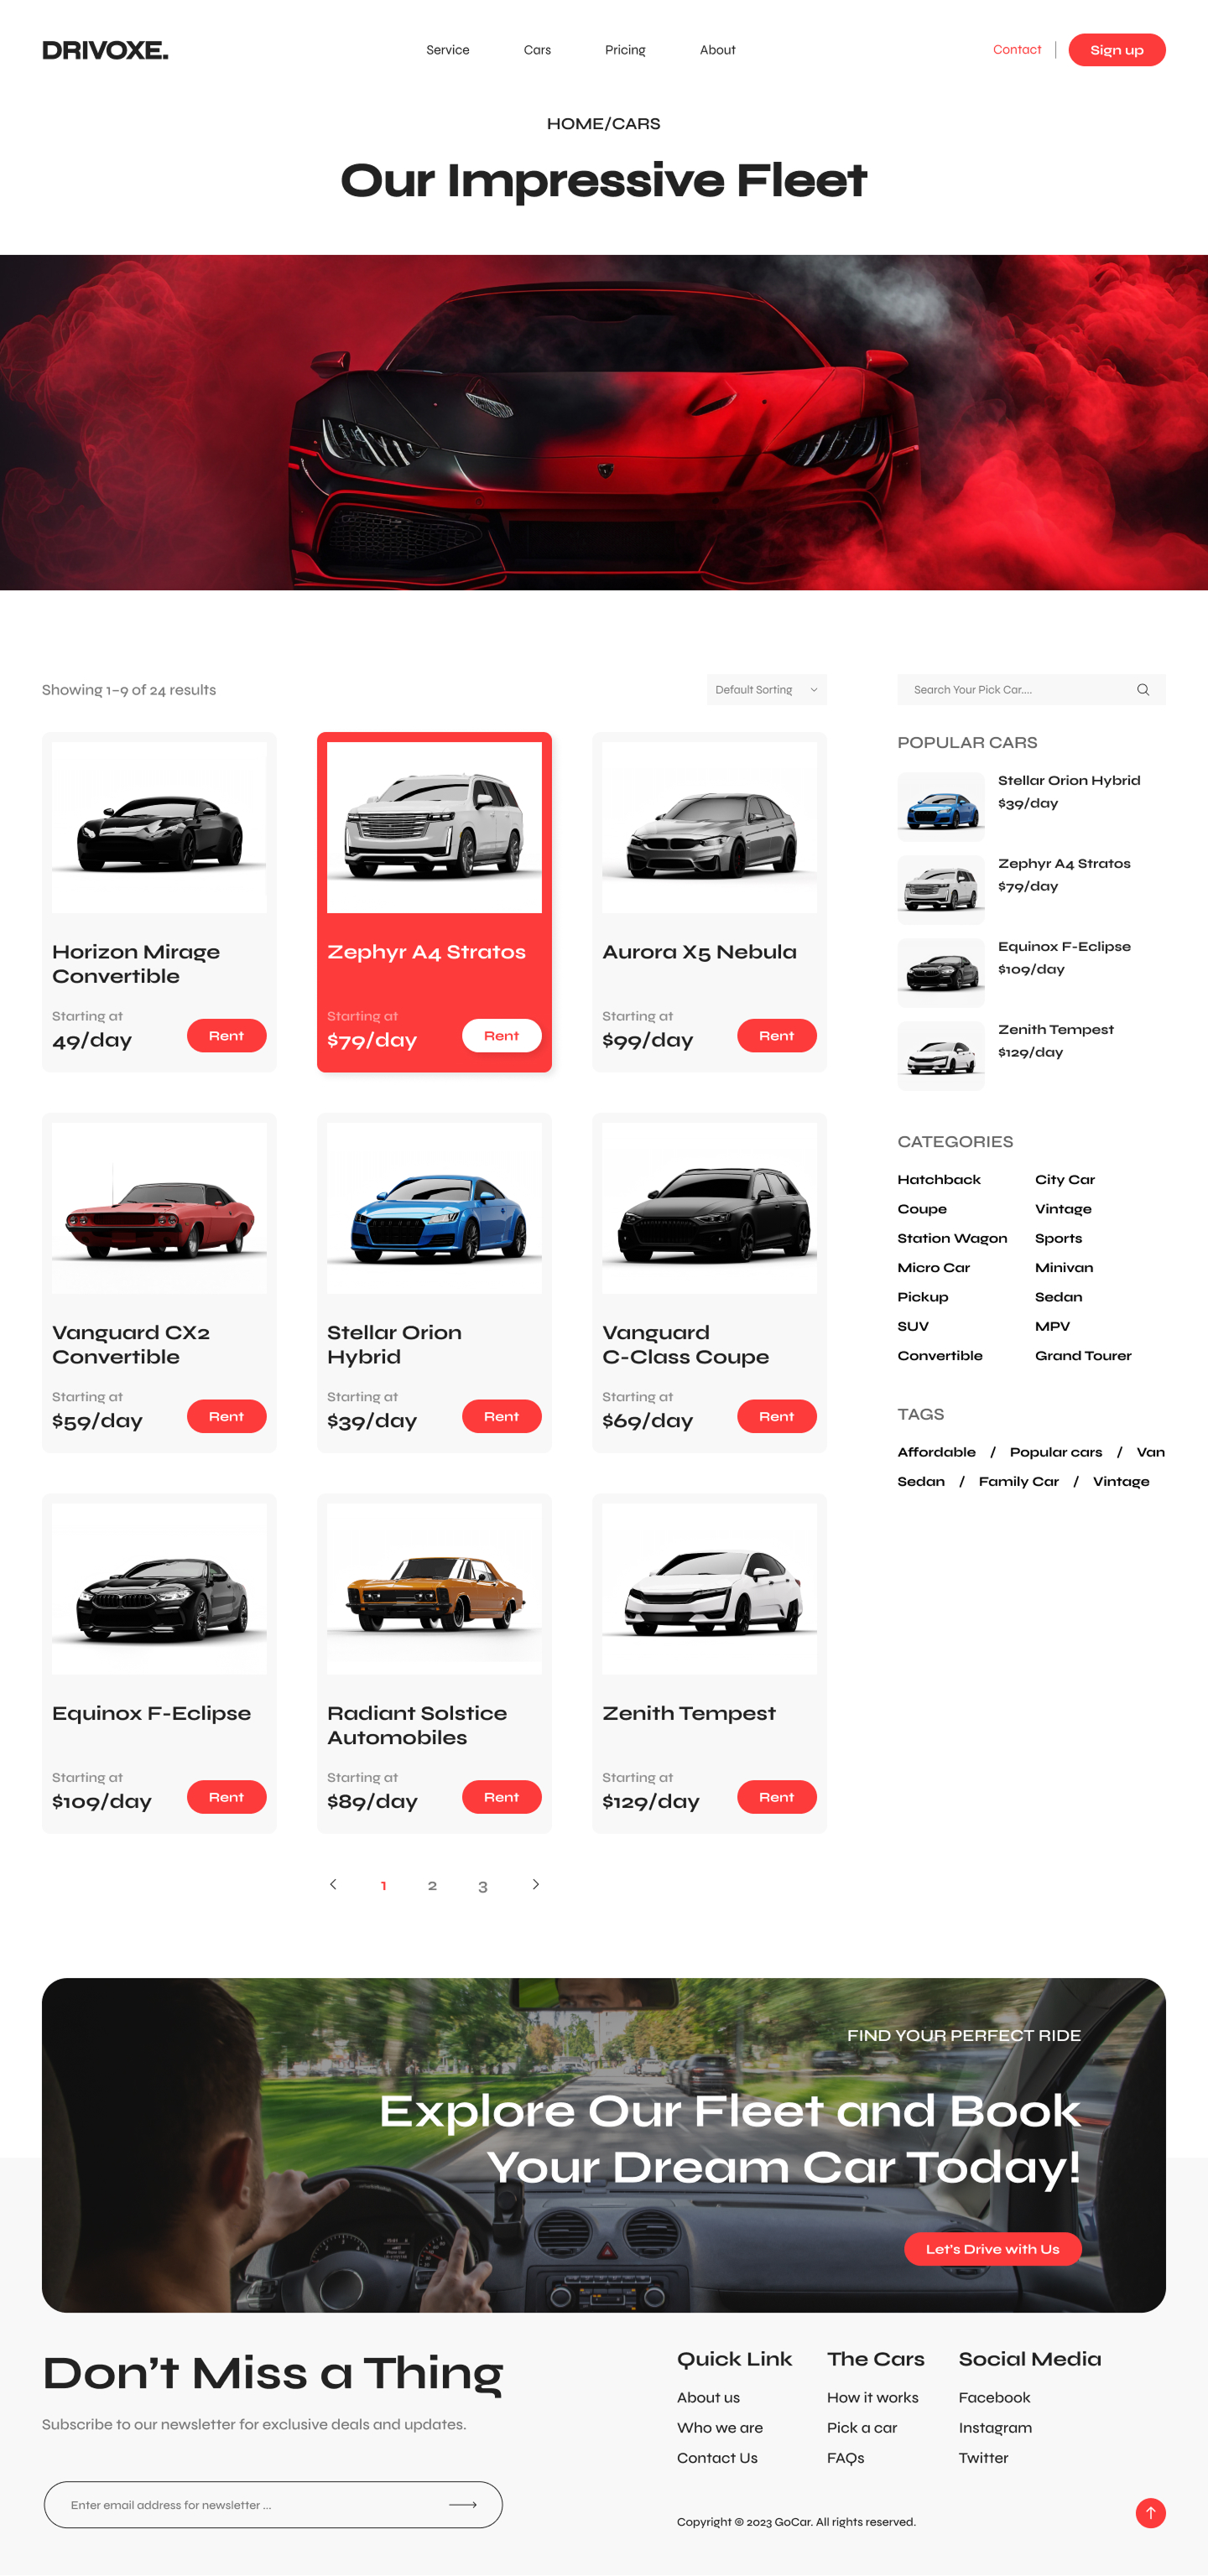 DRIVOXE.
Service
Cars
Pricing
About
Contact
Sign up
HOME/CARS
Our Impressive Fleet
Showing 1–9 of 24 results
Default Sorting
Horizon Mirage
Convertible
Starting at
49/day
Rent
Zephyr A4 Stratos
Starting at
$79/day
Rent
Aurora X5 Nebula
Starting at
$99/day
Rent
Vanguard CX2
Convertible
Starting at
$59/day
Rent
Stellar Orion
Hybrid
Starting at
$39/day
Rent
Vanguard
C-Class Coupe
Starting at
$69/day
Rent
Equinox F-Eclipse
Starting at
$109/day
Rent
Radiant Solstice
Automobiles
Starting at
$89/day
Rent
Zenith Tempest
Starting at
$129/day
Rent
1
2
3
Search Your Pick Car....
POPULAR CARS
Stellar Orion Hybrid
$39/day
Zephyr A4 Stratos
$79/day
Equinox F-Eclipse
$109/day
Zenith Tempest
$129/day
CATEGORIES
Hatchback
City Car
Coupe
Vintage
Station Wagon
Sports
Micro Car
Minivan
Pickup
Sedan
SUV
MPV
Convertible
Grand Tourer
TAGS
Affordable / Popular cars / Van
Sedan / Family Car / Vintage
FIND YOUR PERFECT RIDE
Explore Our Fleet and Book
Your Dream Car Today!
Let's Drive with Us
Don't Miss a Thing
Subscribe to our newsletter for exclusive deals and updates.
Enter email address for newsletter ...
Quick Link
About us
Who we are
Contact Us
The Cars
How it works
Pick a car
FAQs
Social Media
Facebook
Instagram
Twitter
Copyright © 2023 GoCar. All rights reserved.